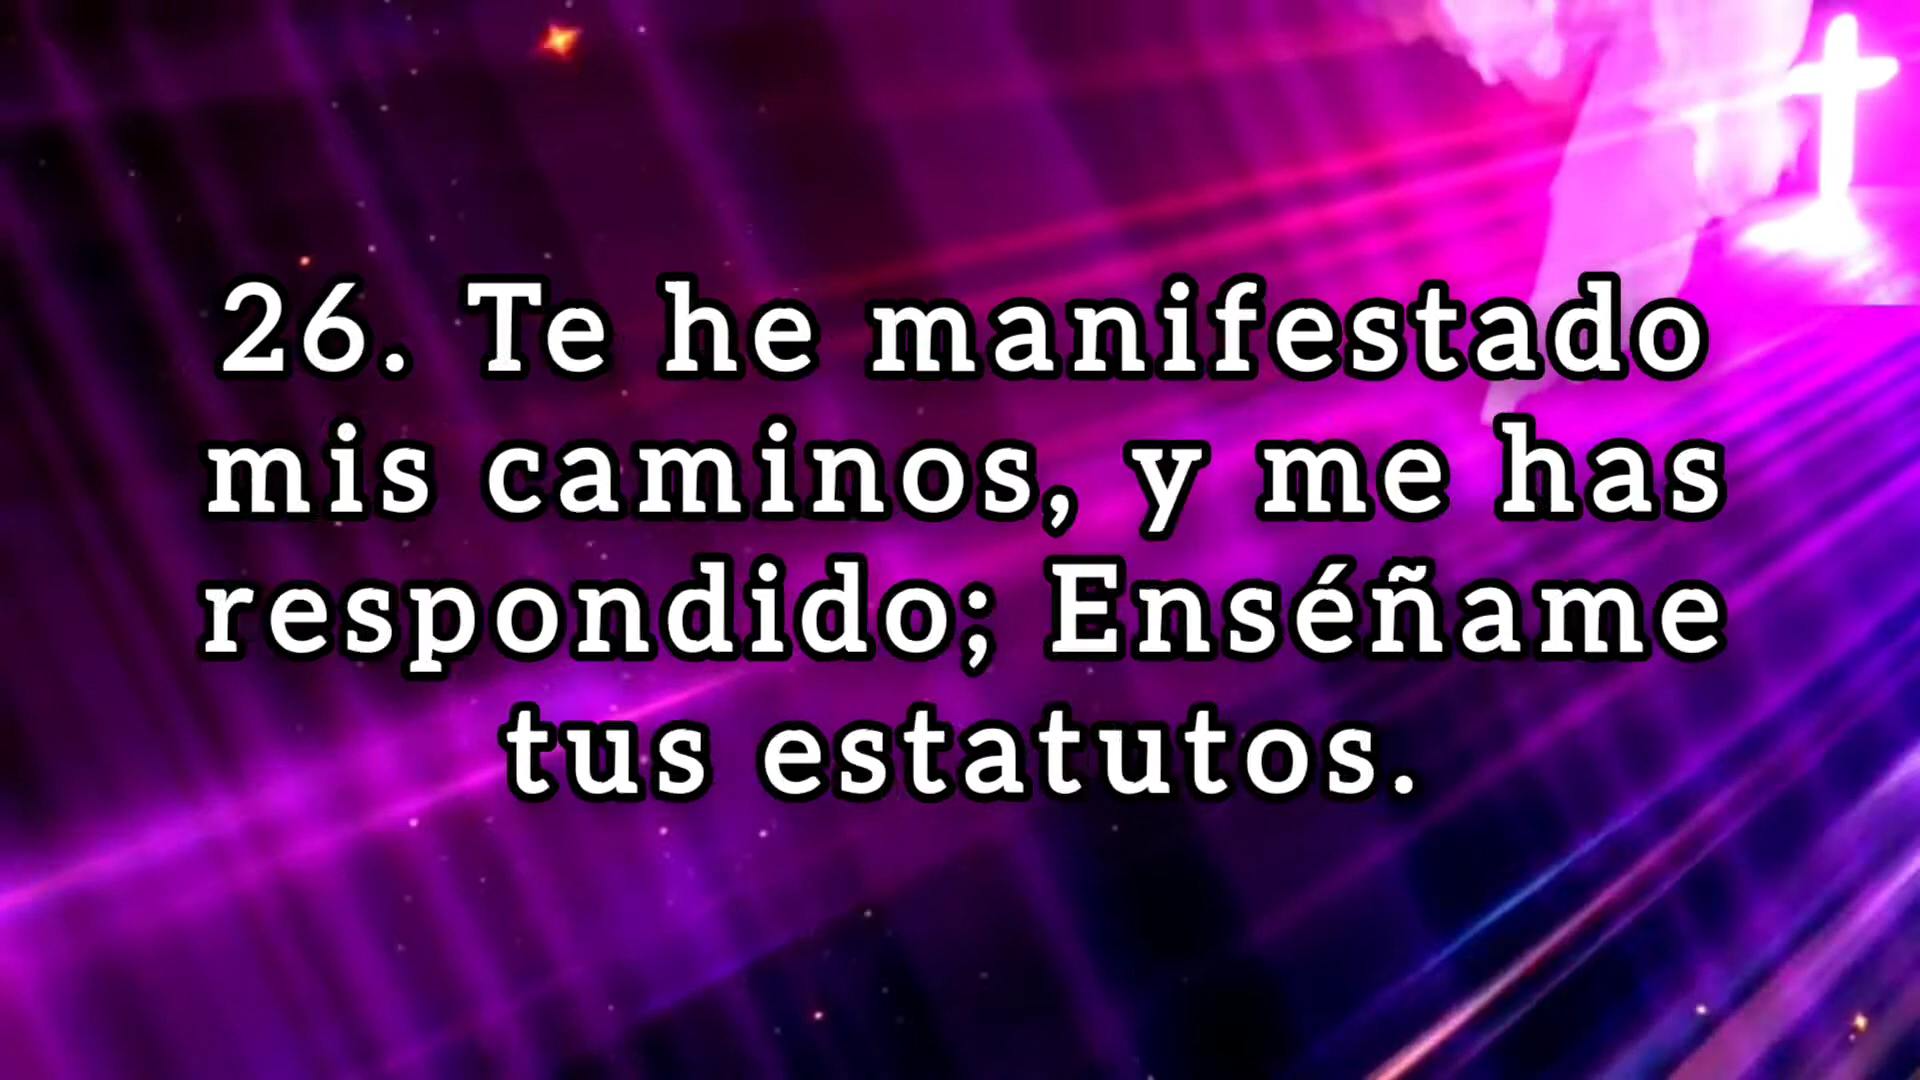 26. Te he manifestado
mis caminos, y me has
respondido; Enséñame
tus estatutos.